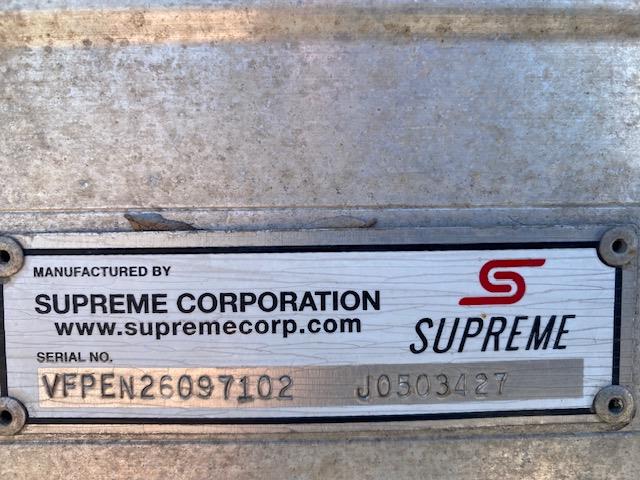 MANUFACTURED BY
SUPREME CORPORATION
www.supremecorp.com
SUPREME
SERIAL NO.
VFPEN26097102 J0503427